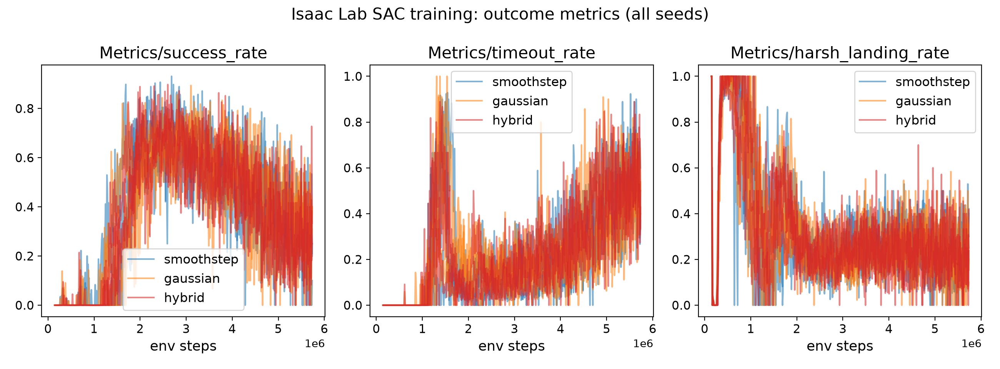 Isaac Lab SAC training: outcome metrics (all seeds)
Metrics/success_rate
0.8
0.6
0.4
0.2
0.0
smoothstep
gaussian
hybrid
0 1 2 3 4 5 6
1e6
env steps
Metrics/timeout_rate
1.0
0.8
0.6
0.4
0.2
0.0
smoothstep
gaussian
hybrid
0 1 2 3 4 5 6
1e6
env steps
Metrics/harsh_landing_rate
1.0
0.8
0.6
0.4
0.2
0.0
smoothstep
gaussian
hybrid
0 1 2 3 4 5 6
1e6
env steps